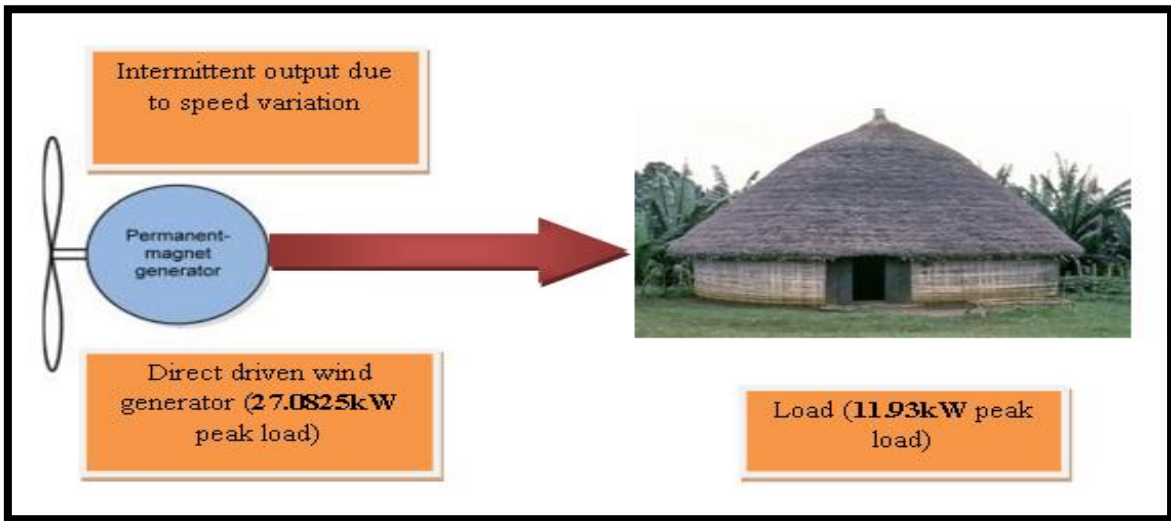 Intermittent output due
to speed variation
Permanent-
magnet
generator
Direct driven wind
generator (27.0825kW
peak load)
Load (11.93kW peak
load)